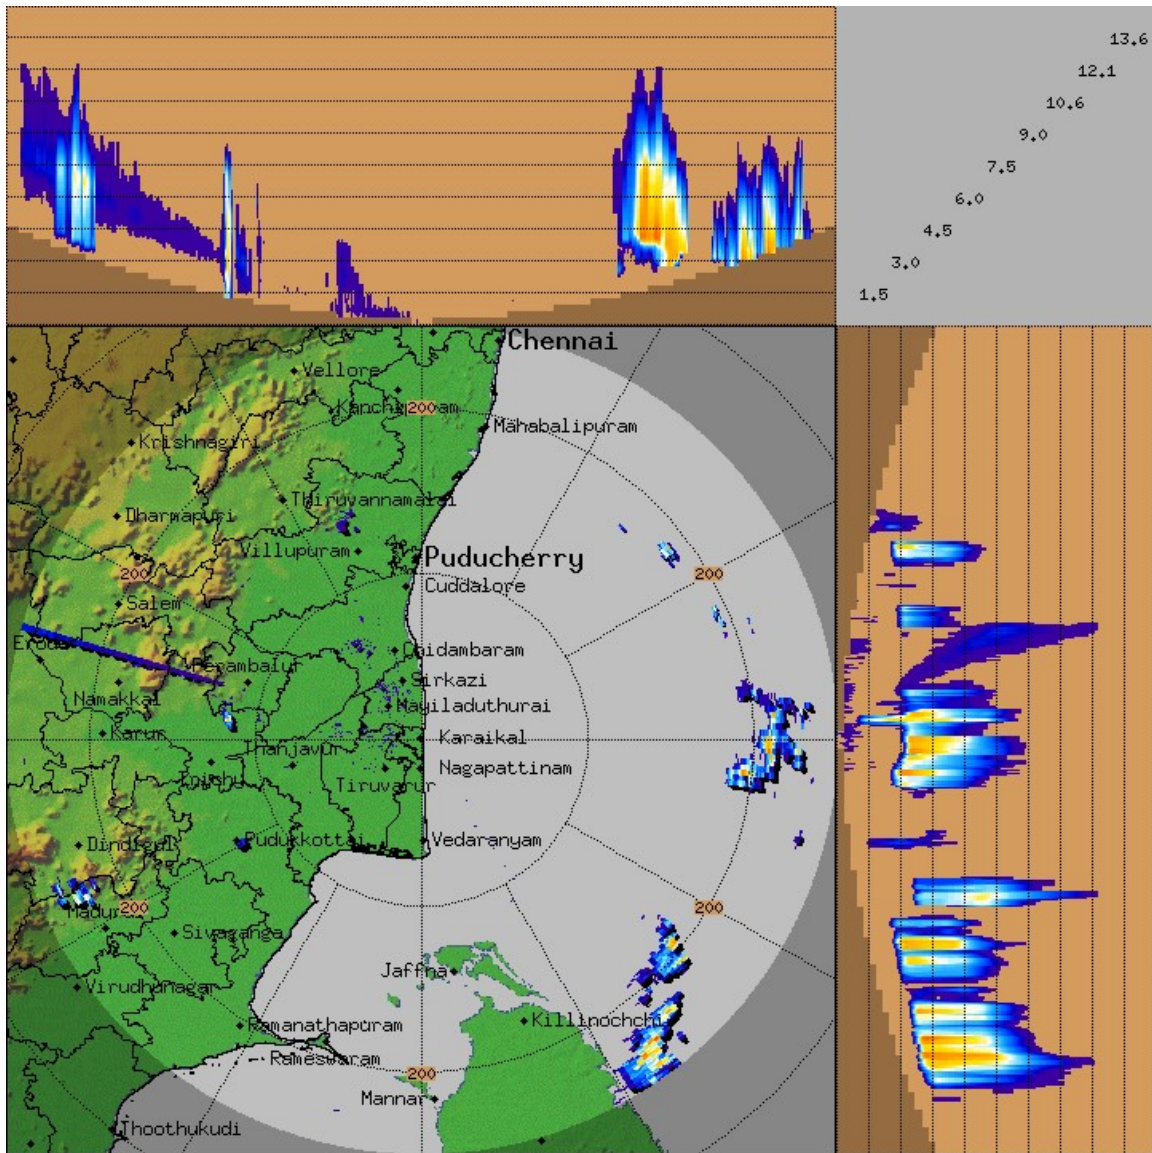 13.6
12.1
10.6
9.0
7.5
6.0
4.5
3.0
1.5
Chennai
Vellore
200
Mahabalipuram
Krishnagiri
Thiruvannamalai
Dharmapuri
Villupuram
Puducherry
200
200
Cuddalore
Salem
Erode
Chidambaram
Perambalur
Sirkazi
Namakkal
Mayiladuthurai
Karur
Karaikal
Thanjavur
Nagapattinam
Tiruvarur
Pudukkottai
Vedaranyam
Dindigul
200
200
Sivaganga
Jaffna
Virudhunagar
Killinochchi
Ramanathapuram
Rameswaram
200
Mannar
Thoothukudi